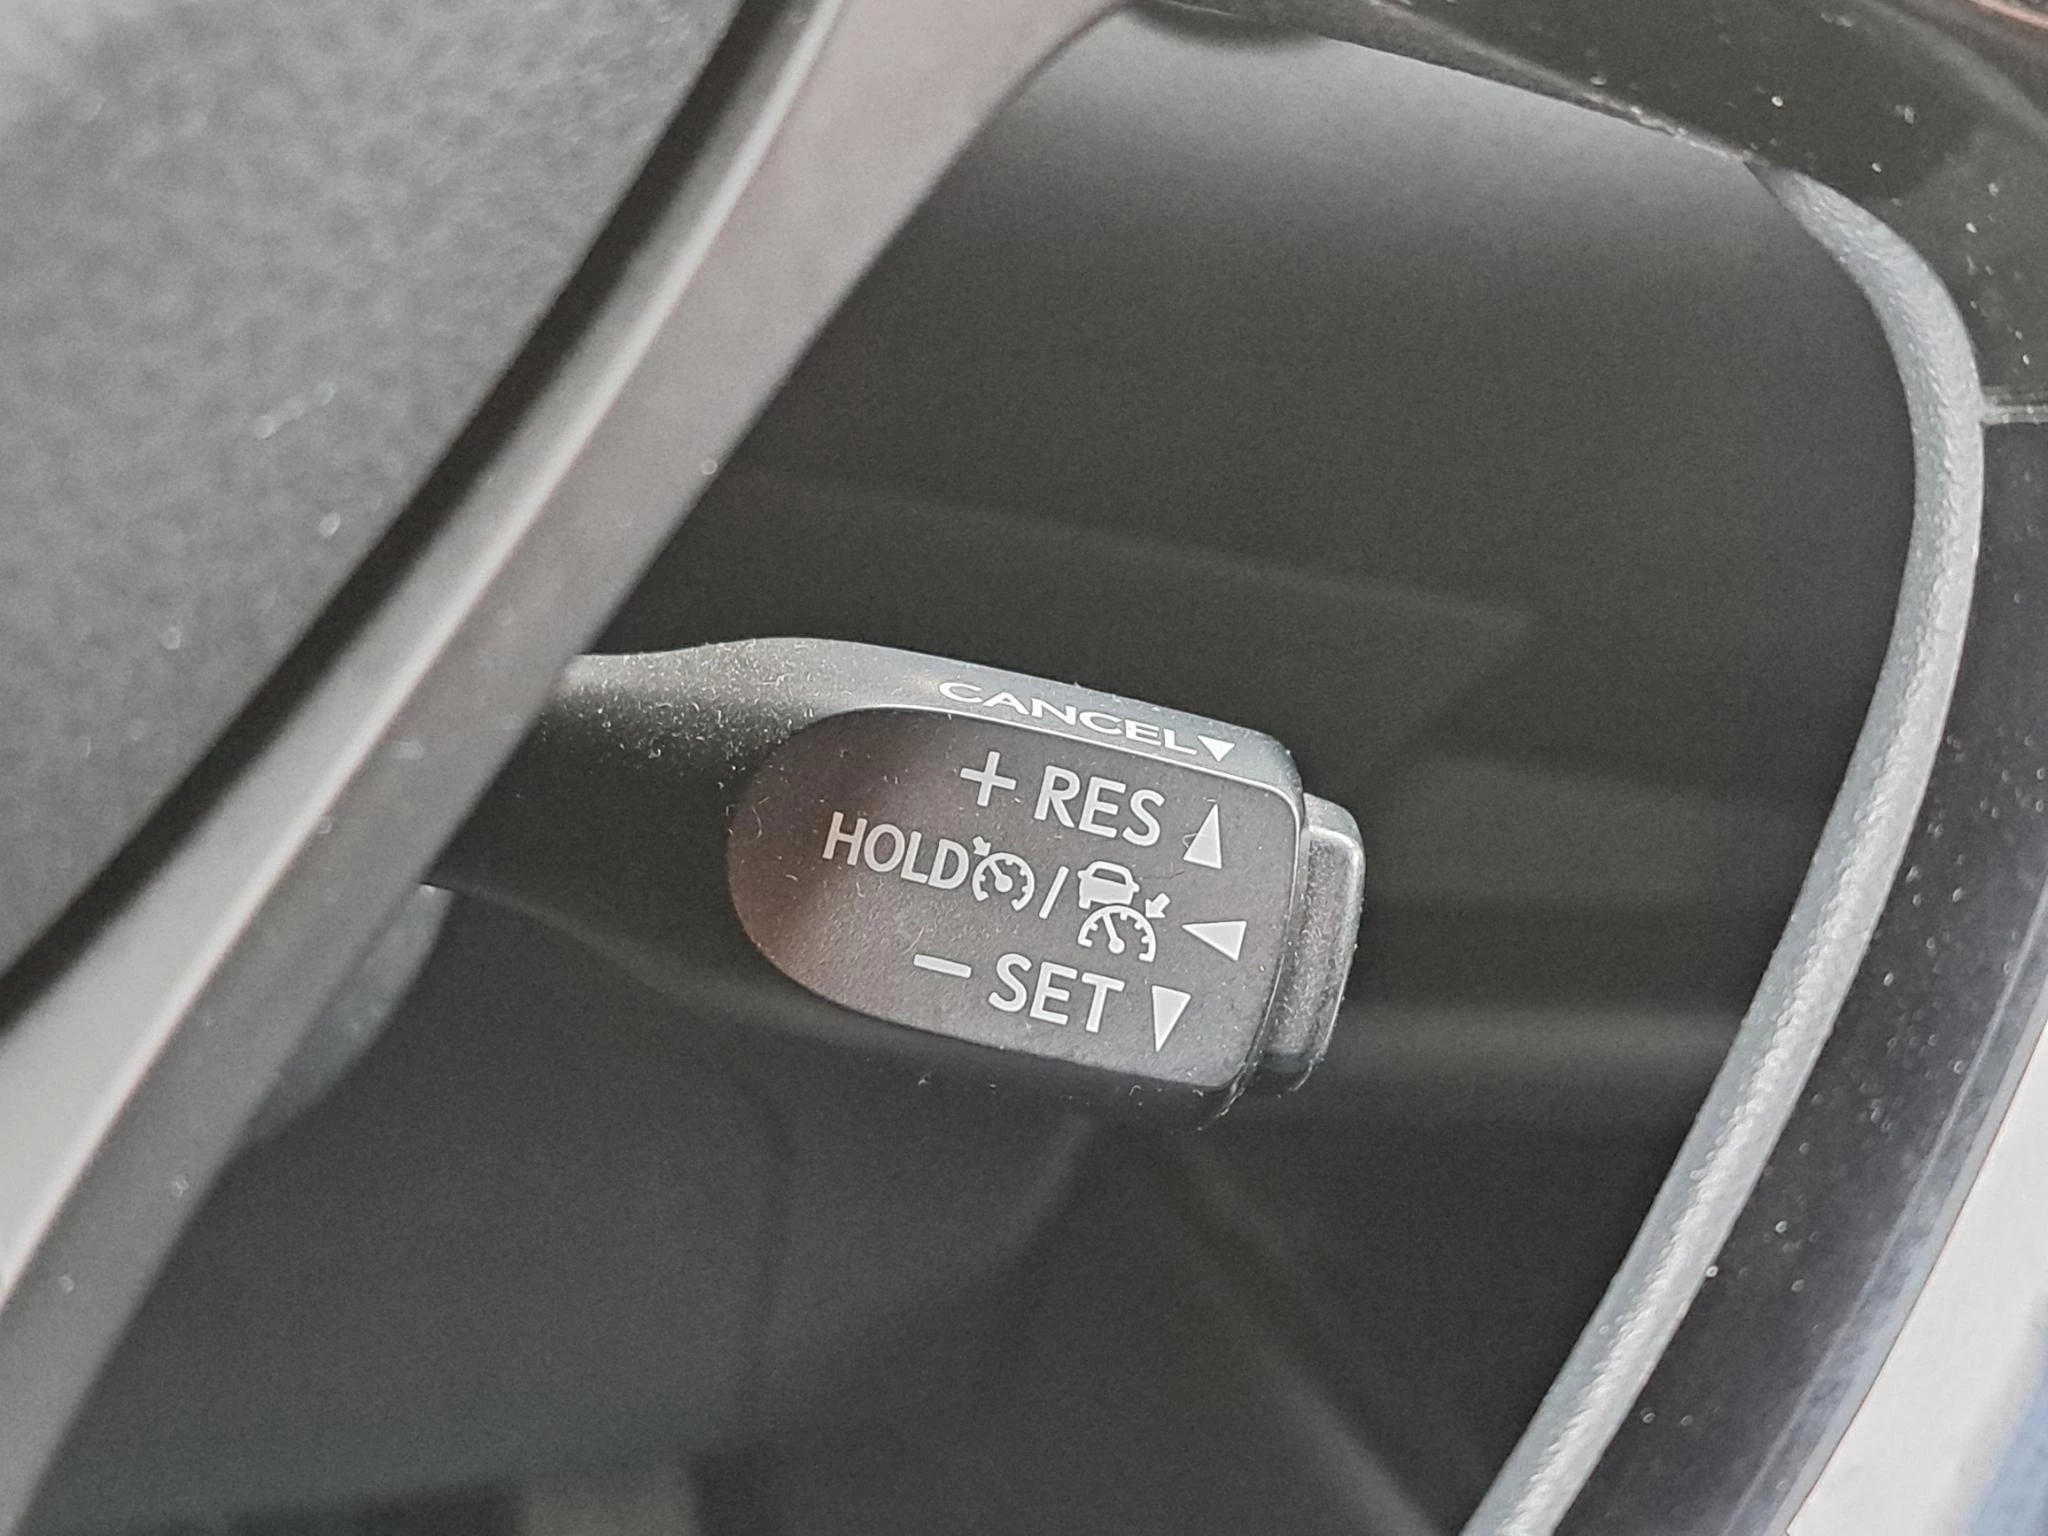 CANCEL▼
+ RES ▲
HOLD / ◀
− SET ▼